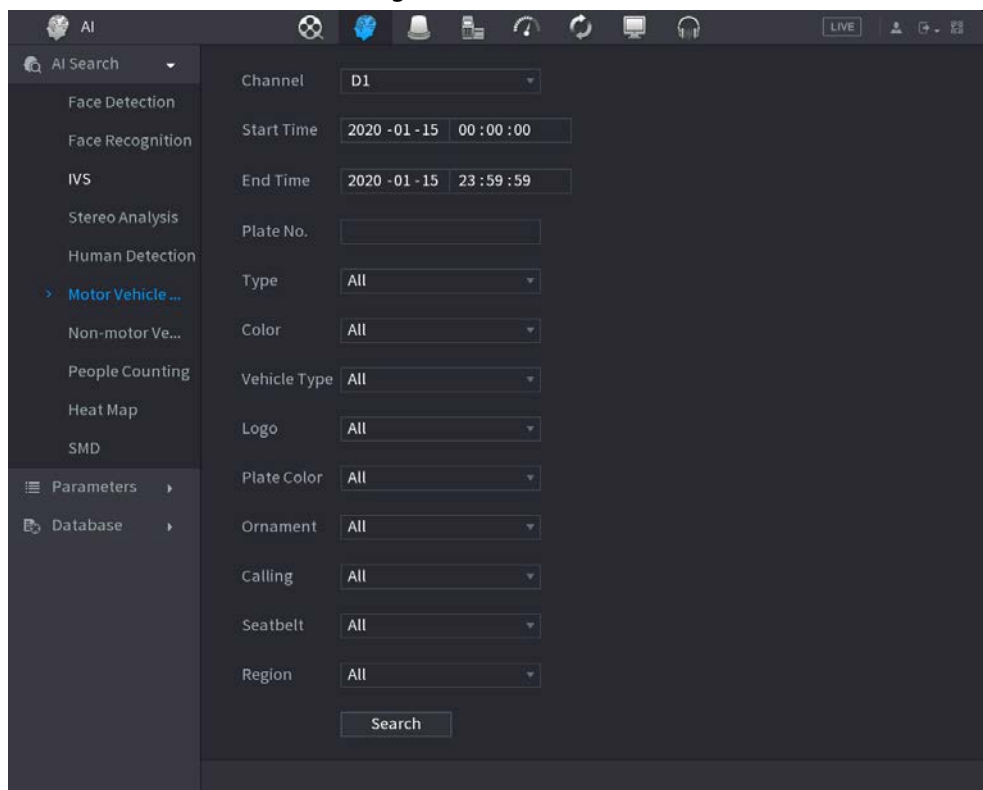 AI
LIVE
AI Search
Face Detection
Face Recognition
IVS
Stereo Analysis
Human Detection
Motor Vehicle ...
Non-motor Ve...
People Counting
Heat Map
SMD
Parameters
Database
Channel D1
Start Time 2020 -01 -15 00 :00 :00
End Time 2020 -01 -15 23 :59 :59
Plate No.
Type All
Color All
Vehicle Type All
Logo All
Plate Color All
Ornament All
Calling All
Seatbelt All
Region All
Search